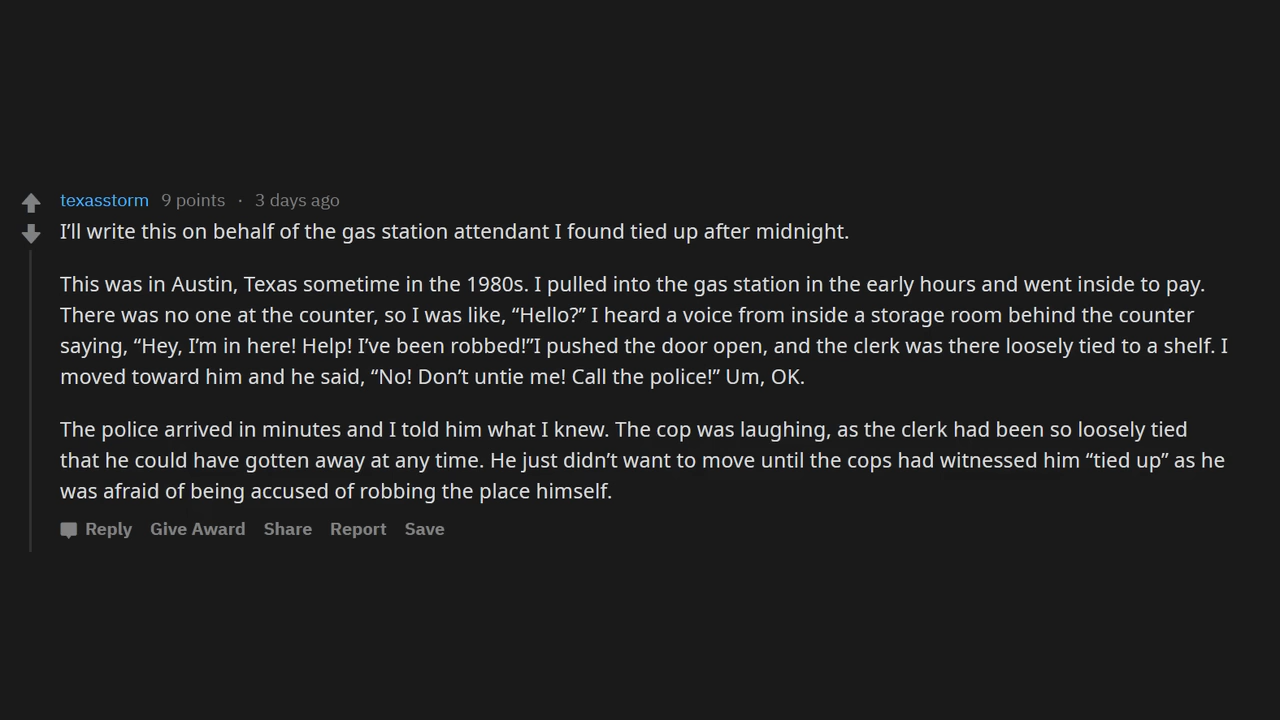 texasstorm 9 points · 3 days ago
I’ll write this on behalf of the gas station attendant I found tied up after midnight.
This was in Austin, Texas sometime in the 1980s. I pulled into the gas station in the early hours and went inside to pay.
There was no one at the counter, so I was like, “Hello?” I heard a voice from inside a storage room behind the counter
saying, “Hey, I’m in here! Help! I’ve been robbed!”I pushed the door open, and the clerk was there loosely tied to a shelf. I
moved toward him and he said, “No! Don’t untie me! Call the police!” Um, OK.
The police arrived in minutes and I told him what I knew. The cop was laughing, as the clerk had been so loosely tied
that he could have gotten away at any time. He just didn’t want to move until the cops had witnessed him “tied up” as he
was afraid of being accused of robbing the place himself.
Reply Give Award Share Report Save